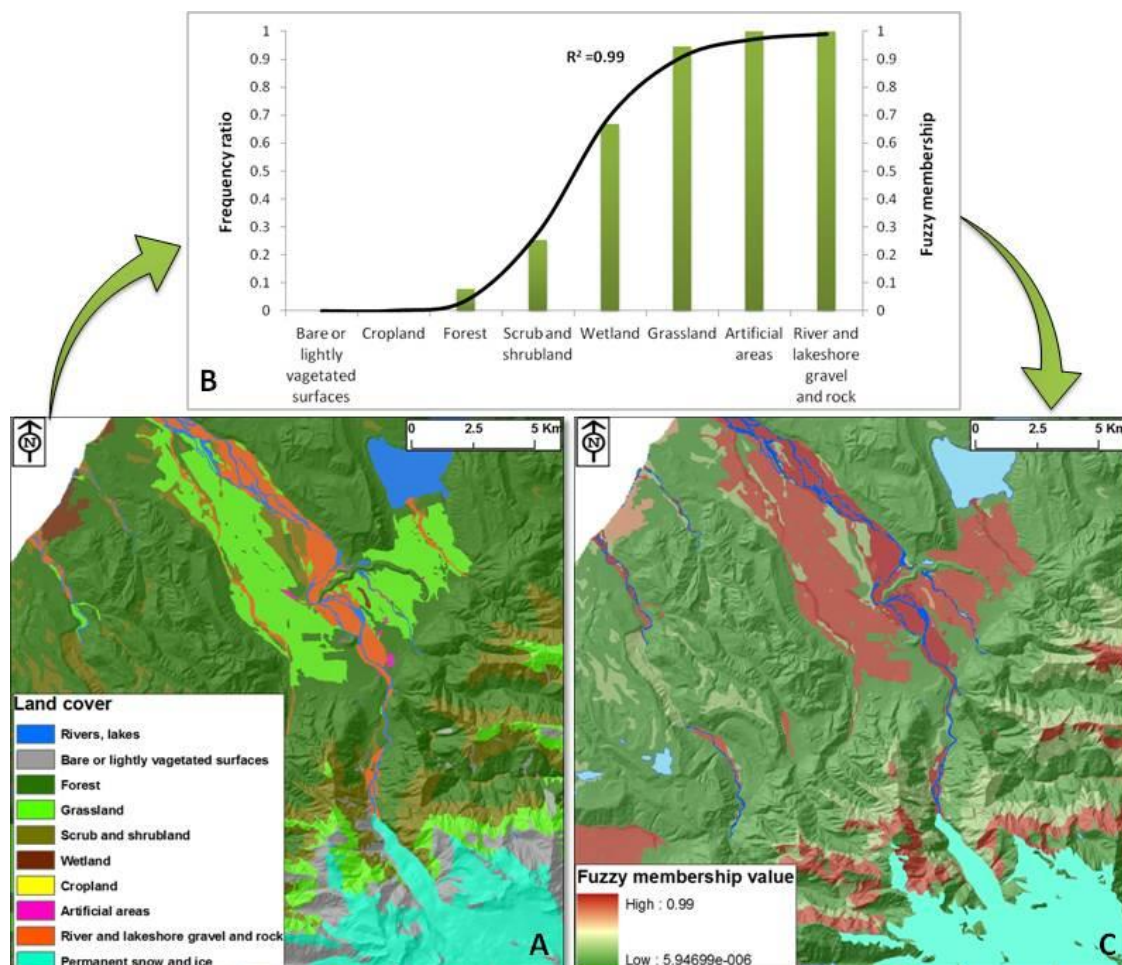 1
0.9
0.8
0.7
0.6
0.5
0.4
0.3
0.2
0.1
0
Frequency ratio
R² =0.99
1
0.9
0.8
0.7
0.6
0.5
0.4
0.3
0.2
0.1
0
Fuzzy membership
Bare or
lightly
vagetated
surfaces
Cropland
Forest
Scrub and
shrubland
Wetland
Grassland
Artificial
areas
River and
lakeshore
gravel
and rock
B
N
0 2.5 5 Km
Land cover
Rivers, lakes
Bare or lightly vagetated surfaces
Forest
Grassland
Scrub and shrubland
Wetland
Cropland
Artificial areas
River and lakeshore gravel and rock
Permanent snow and ice
A
N
0 2.5 5 Km
Fuzzy membership value
High : 0.99
Low : 5.94699e-006
C